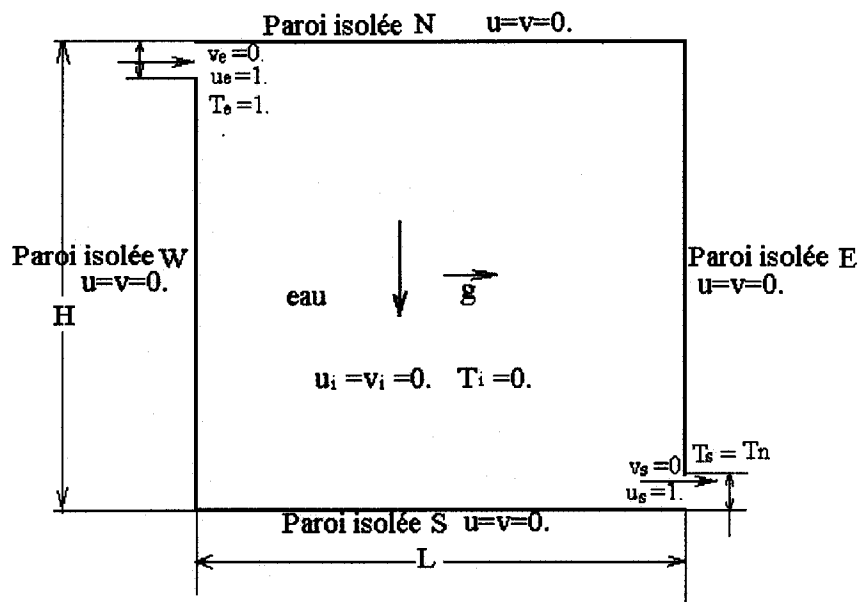 Paroi isolée N u=v=0.
ve=0.
ue=1.
Te=1.
Paroi isolée W
u=v=0.
Paroi isolée E
u=v=0.
H
eau
g
ui=vi=0. Ti=0.
vs=0
Ts=Tn
us=1.
Paroi isolée S u=v=0.
L